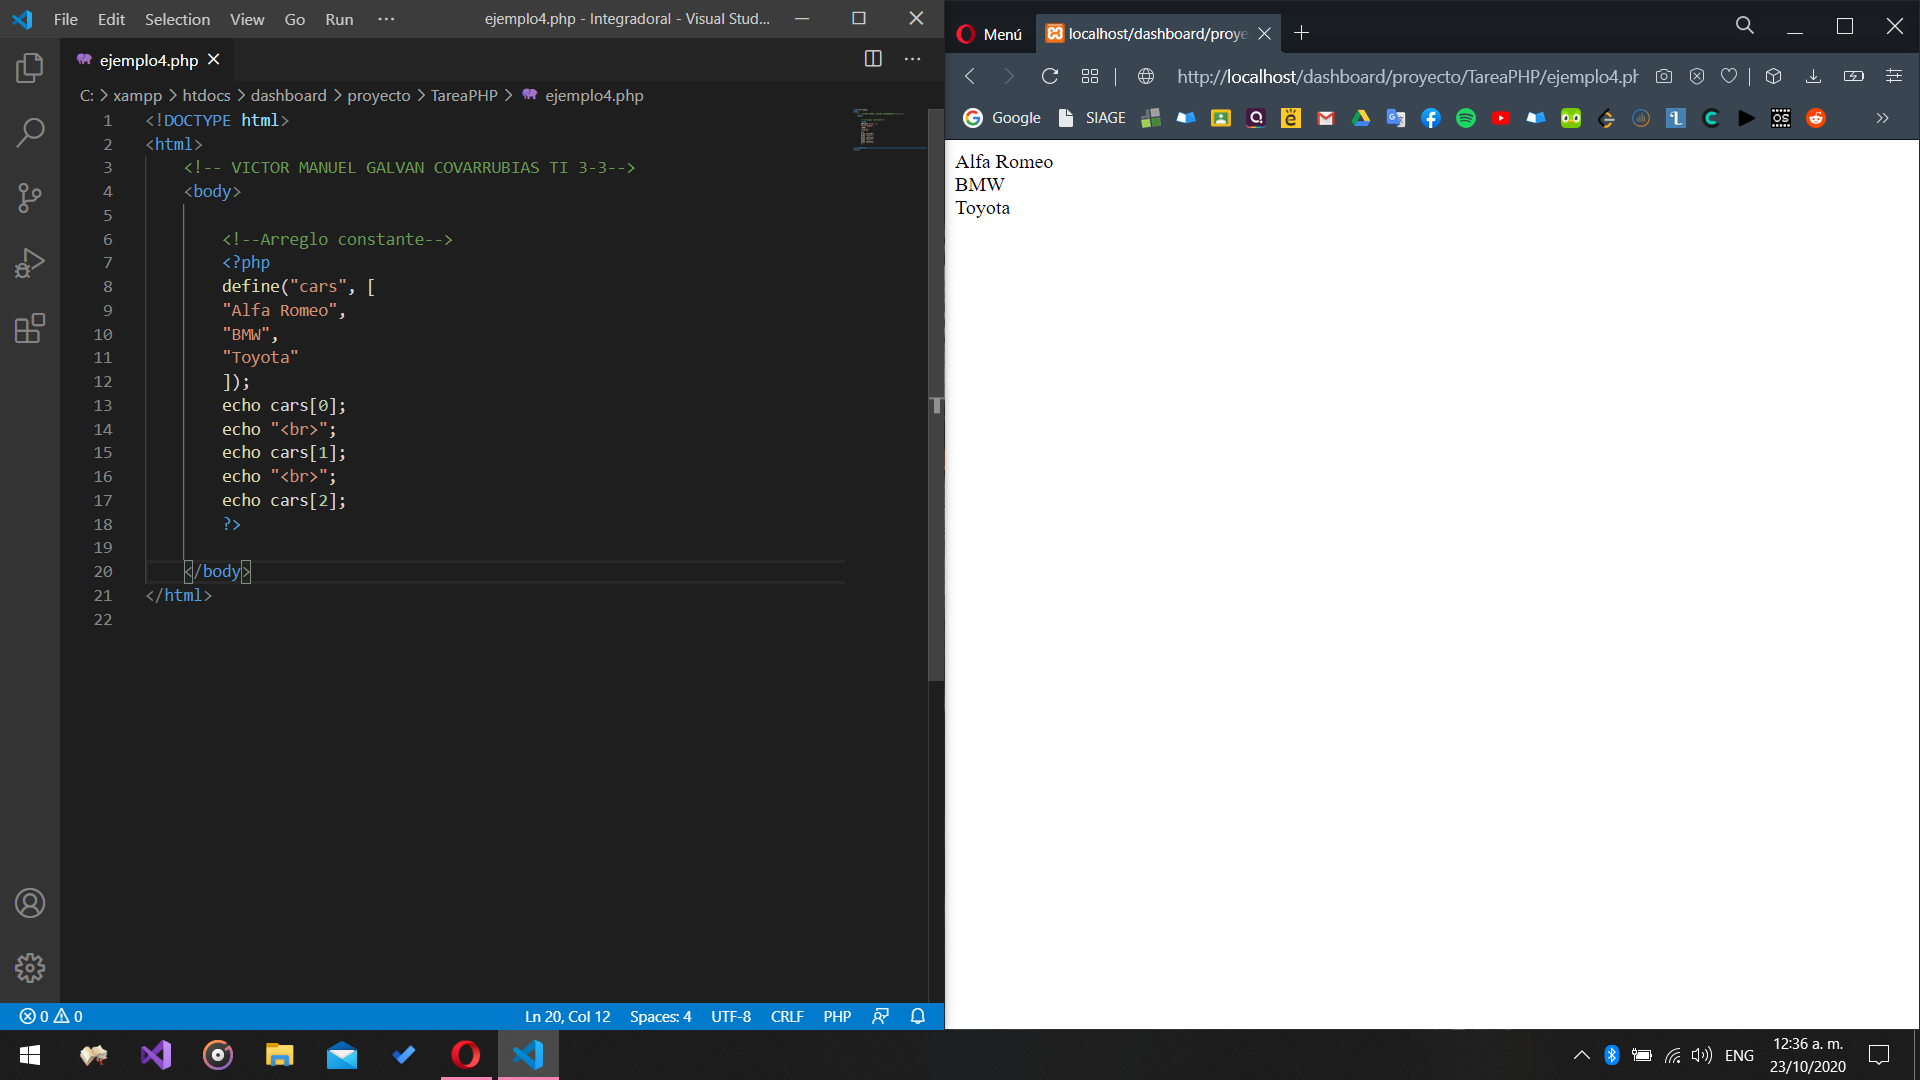 File Edit Selection View Go Run ··· ejemplo4.php - Integradoral - Visual Stud...
ejemplo4.php
C: > xampp > htdocs > dashboard > proyecto > TareaPHP > ejemplo4.php
1 <!DOCTYPE html>
2 <html>
3 <!-- VICTOR MANUEL GALVAN COVARRUBIAS TI 3-3-->
4 <body>
5
6 <!--Arreglo constante-->
7 <?php
8 define("cars", [
9 "Alfa Romeo",
10 "BMW",
11 "Toyota"
12 ]);
13 echo cars[0];
14 echo "<br>";
15 echo cars[1];
16 echo "<br>";
17 echo cars[2];
18 ?>
19
20 </body>
21 </html>
22
0 0 Ln 20, Col 12 Spaces: 4 UTF-8 CRLF PHP
Menú localhost/dashboard/proye
http://localhost/dashboard/proyecto/TareaPHP/ejemplo4.ph
Google SIAGE
Alfa Romeo
BMW
Toyota
ENG
12:36 a. m.
23/10/2020